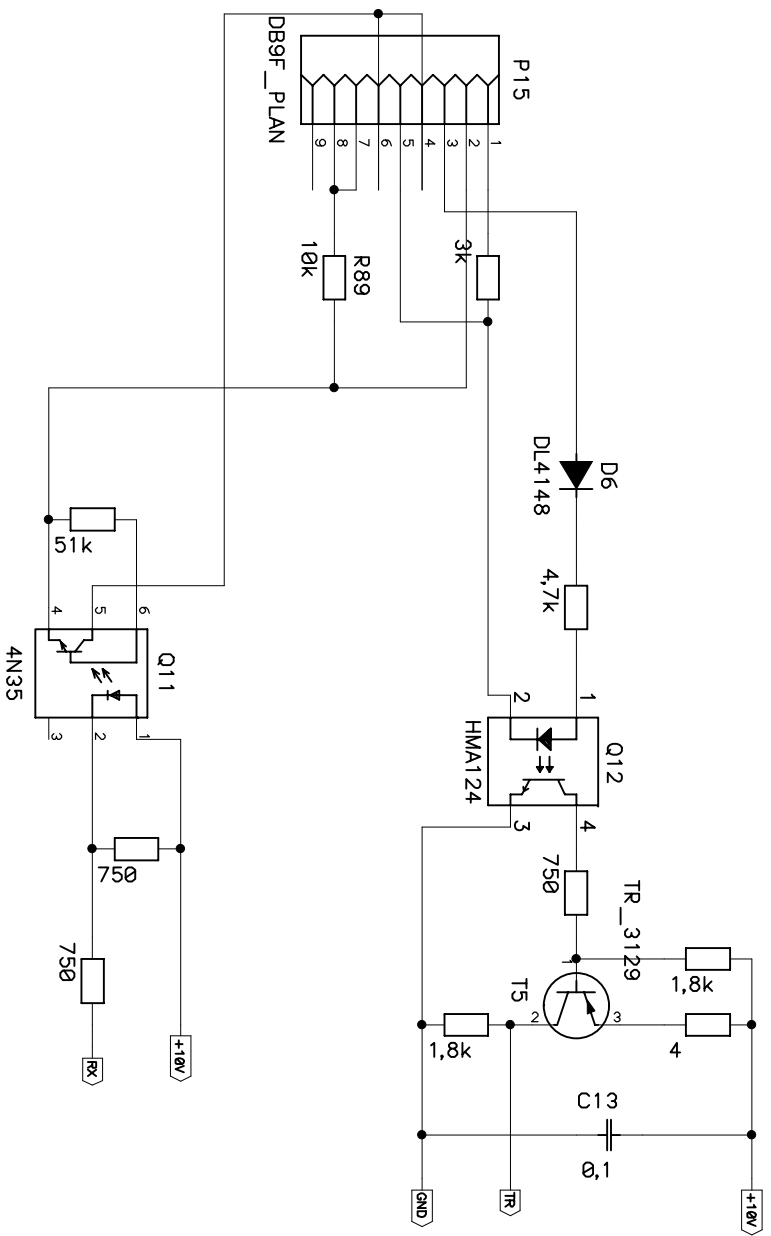 P15
DB9F_PLAN
1
2
3
4
5
6
7
8
9
3k
R89
10k
D6
DL4148
4,7k
51k
4
5
6
Q11
4N35
3
2
1
2
1
Q12
HMA124
3
4
750
750
750
TR_3129
T5
1
2
3
1,8k
1,8k
4
C13
0,1
RX
+10V
GND
TR
+10V